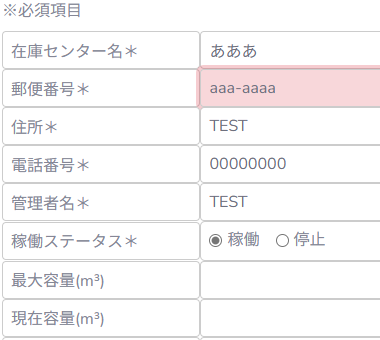 ※必須項目
在庫センター名＊ あああ
郵便番号＊ aaa-aaaa
住所＊ TEST
電話番号＊ 00000000
管理者名＊ TEST
稼働ステータス＊ 稼働 停止
最大容量(m³)
現在容量(m³)